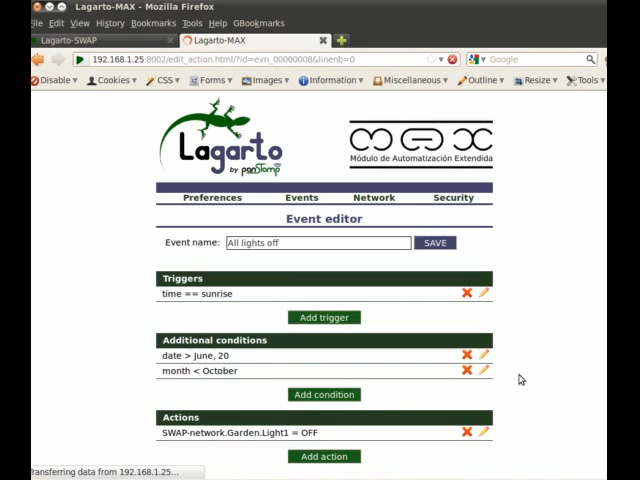 Lagarto-MAX - Mozilla Firefox
File Edit View History Bookmarks Tools Help GBookmarks
Lagarto-SWAP Lagarto-MAX
192.168.1.25:8002/edit_action.html/?id=evn_00000008&linenb=0 Google
Disable Cookies CSS Forms Images Information Miscellaneous Outline Resize Tools
Lagarto
by panStamp
MAX
Módulo de Automatización Extendida
Preferences Events Network Security
Event editor
Event name: All lights off SAVE
Triggers
time == sunrise
Add trigger
Additional conditions
date > June, 20
month < October
Add condition
Actions
SWAP-network.Garden.Light1 = OFF
Add action
Transferring data from 192.168.1.25...